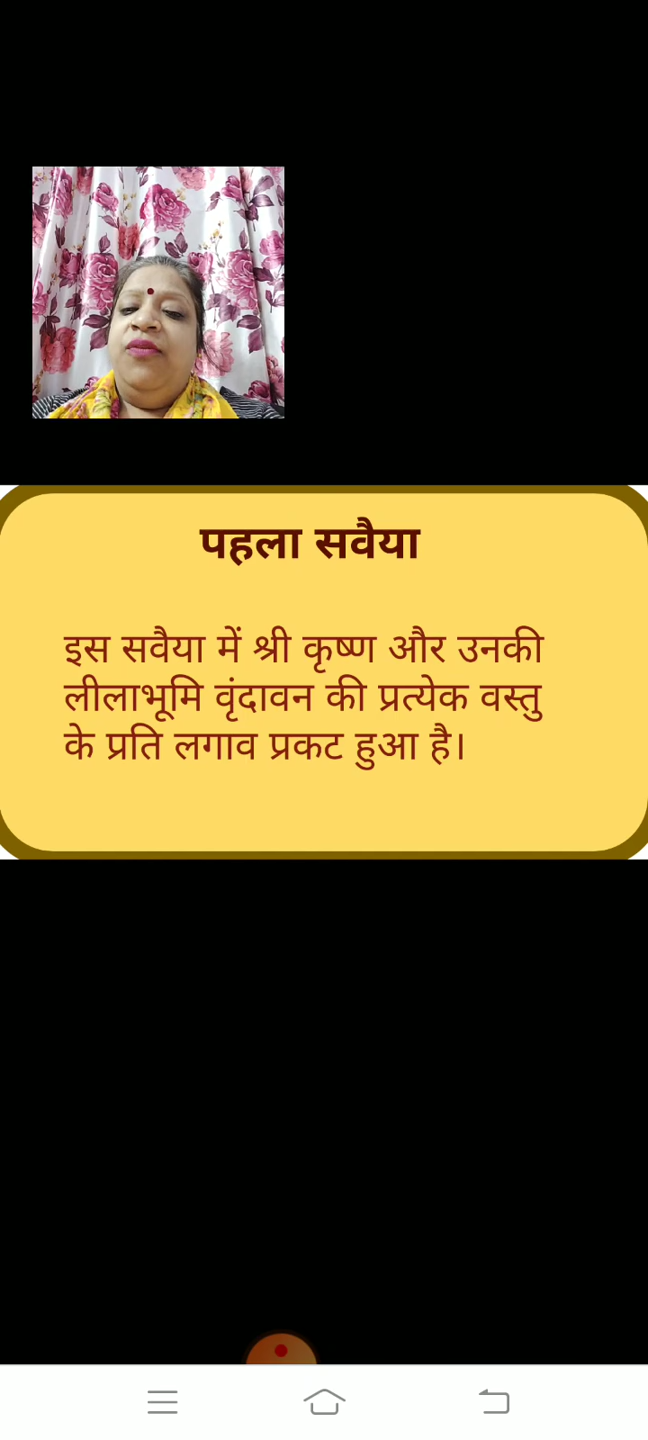 पहला सवैया
इस सवैया में श्री कृष्ण और उनकी
लीलाभूमि वृंदावन की प्रत्येक वस्तु
के प्रति लगाव प्रकट हुआ है।